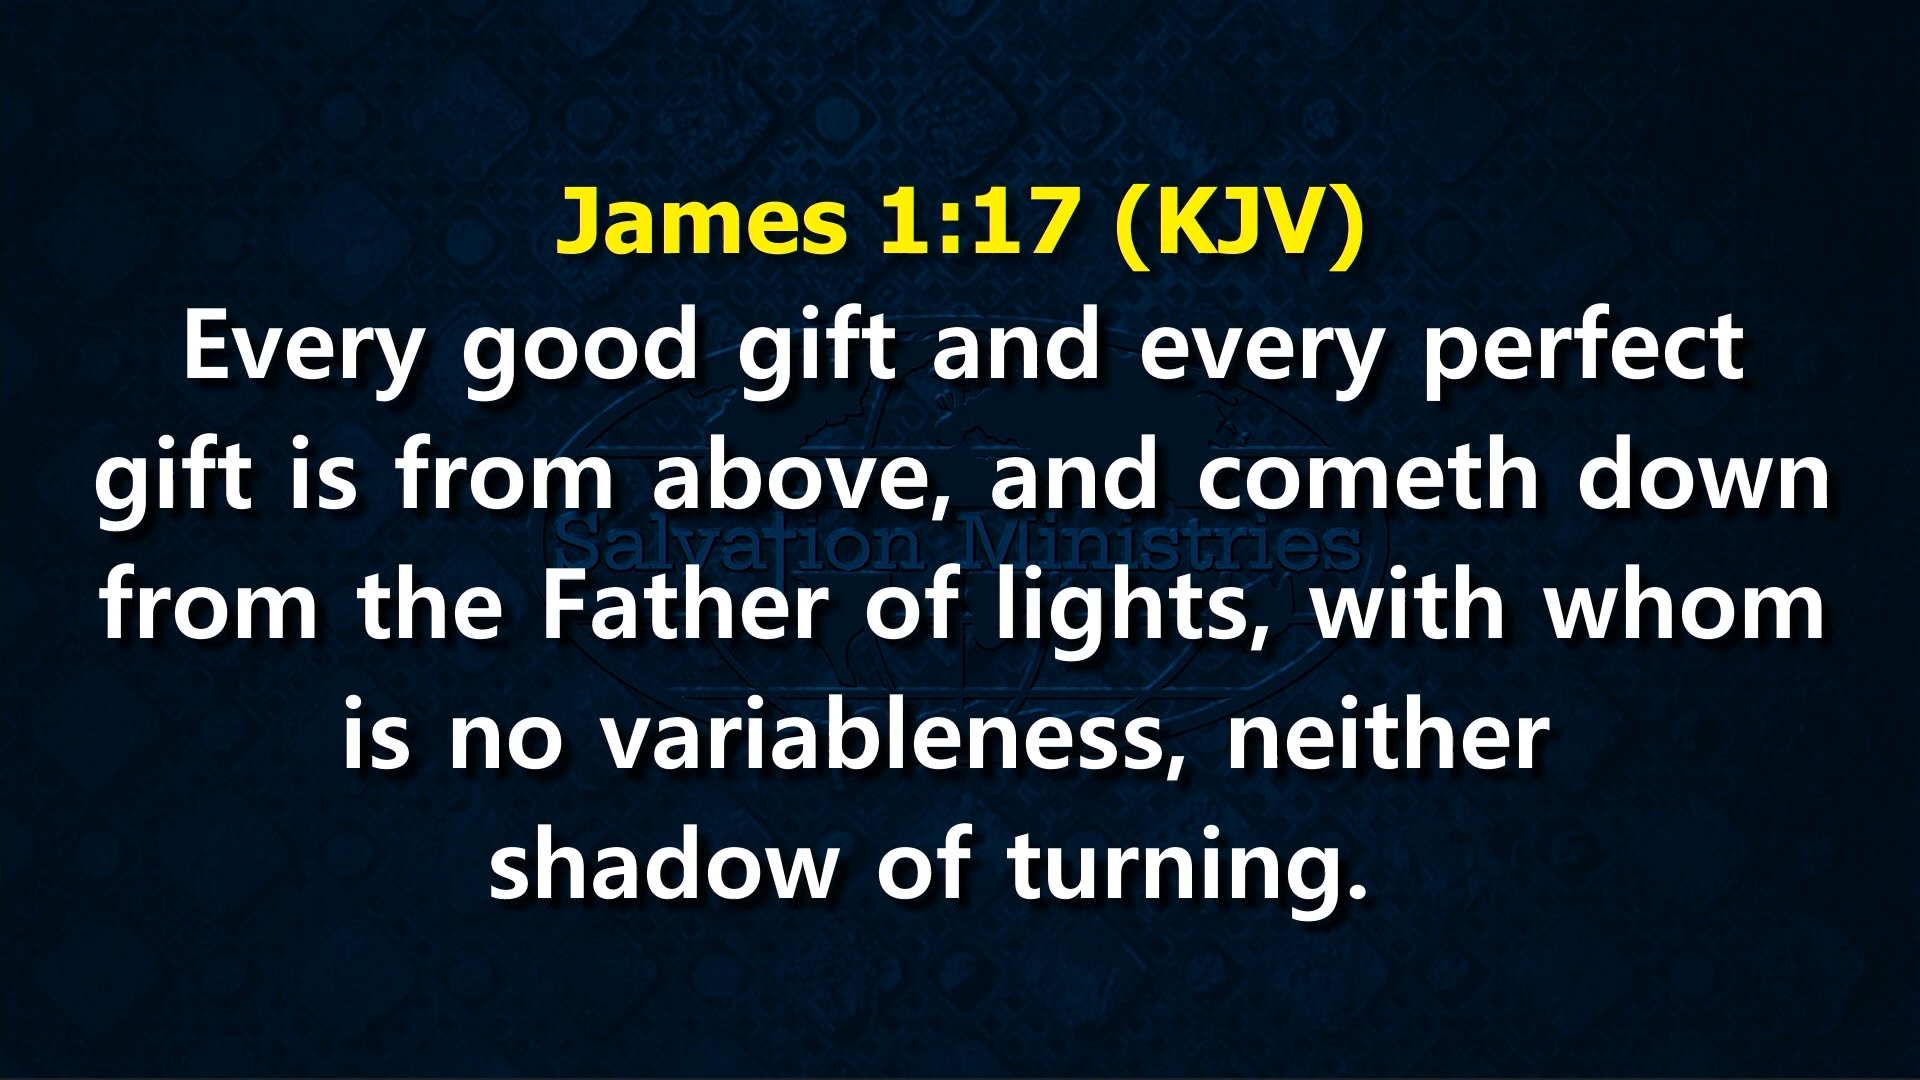 James 1:17 (KJV)
Every good gift and every perfect
gift is from above, and cometh down
Salvation Ministries
from the Father of lights, with whom
is no variableness, neither
shadow of turning.